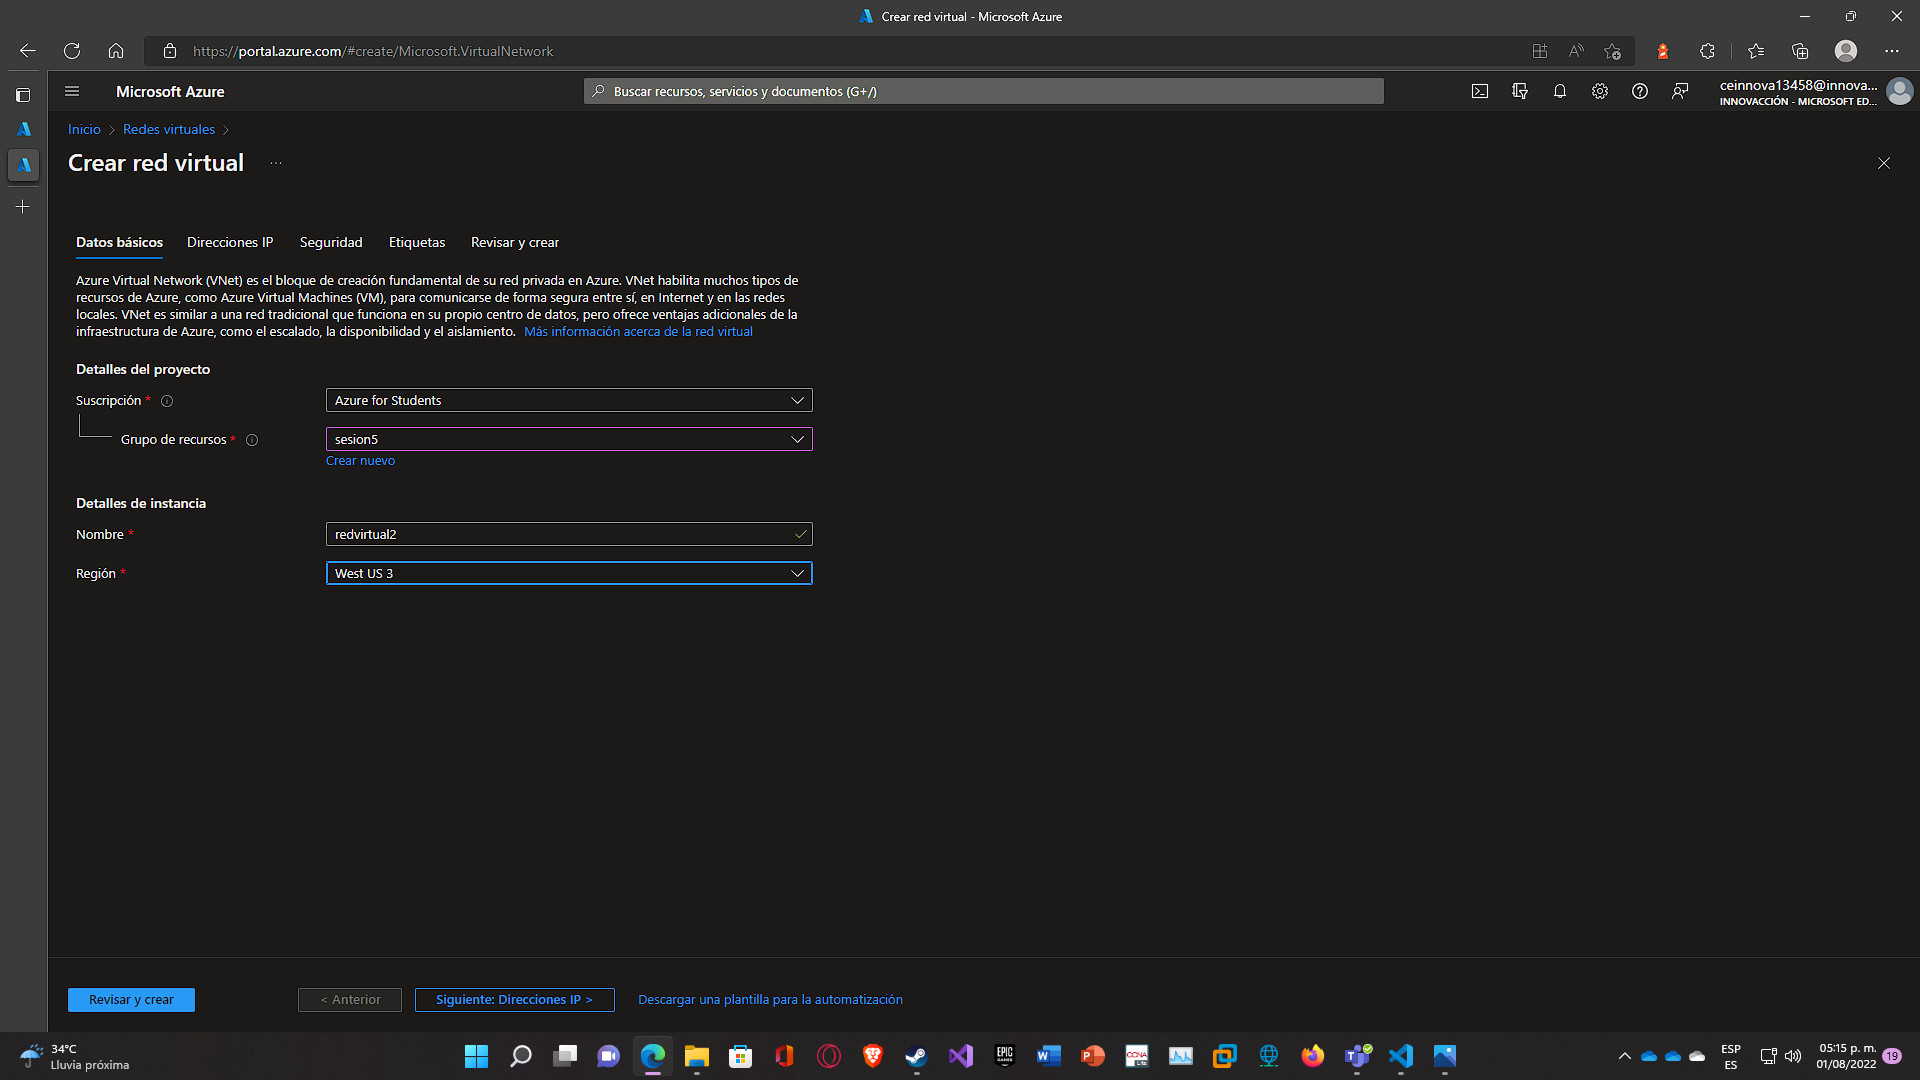 Crear red virtual - Microsoft Azure
https://portal.azure.com/#create/Microsoft.VirtualNetwork
Microsoft Azure
Buscar recursos, servicios y documentos (G+/)
ceinnova13458@innova...
INNOVACCIÓN - MICROSOFT ED...
Inicio > Redes virtuales >
Crear red virtual ...
Datos básicos Direcciones IP Seguridad Etiquetas Revisar y crear
Azure Virtual Network (VNet) es el bloque de creación fundamental de su red privada en Azure. VNet habilita muchos tipos de
recursos de Azure, como Azure Virtual Machines (VM), para comunicarse de forma segura entre sí, en Internet y en las redes
locales. VNet es similar a una red tradicional que funciona en su propio centro de datos, pero ofrece ventajas adicionales de la
infraestructura de Azure, como el escalado, la disponibilidad y el aislamiento. Más información acerca de la red virtual
Detalles del proyecto
Suscripción * Azure for Students
Grupo de recursos * sesion5
Crear nuevo
Detalles de instancia
Nombre * redvirtual2
Región * West US 3
Revisar y crear < Anterior Siguiente: Direcciones IP > Descargar una plantilla para la automatización
34°C
Lluvia próxima
EPIC
GAMES
CCNA
Lite
ESP
ES
05:15 p. m.
01/08/2022
19